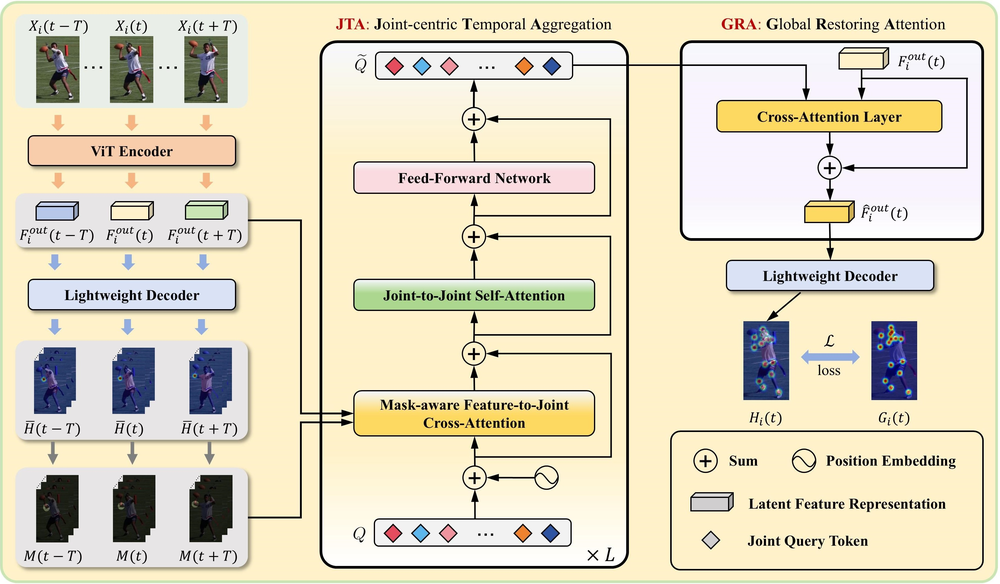 X_i(t − T) X_i(t) X_i(t + T)
... ...
ViT Encoder
F_i^{out}(t − T) F_i^{out}(t) F_i^{out}(t + T)
Lightweight Decoder
H̅(t − T) H̅(t) H̅(t + T)
M(t − T) M(t) M(t + T)
JTA: Joint-centric Temporal Aggregation
Q̃ ...
Feed-Forward Network
Joint-to-Joint Self-Attention
Mask-aware Feature-to-Joint
Cross-Attention
Q ...
× L
GRA: Global Restoring Attention
F_i^{out}(t)
Cross-Attention Layer
F̂_i^{out}(t)
Lightweight Decoder
ℒ
loss
H_i(t) G_i(t)
Sum Position Embedding
Latent Feature Representation
Joint Query Token